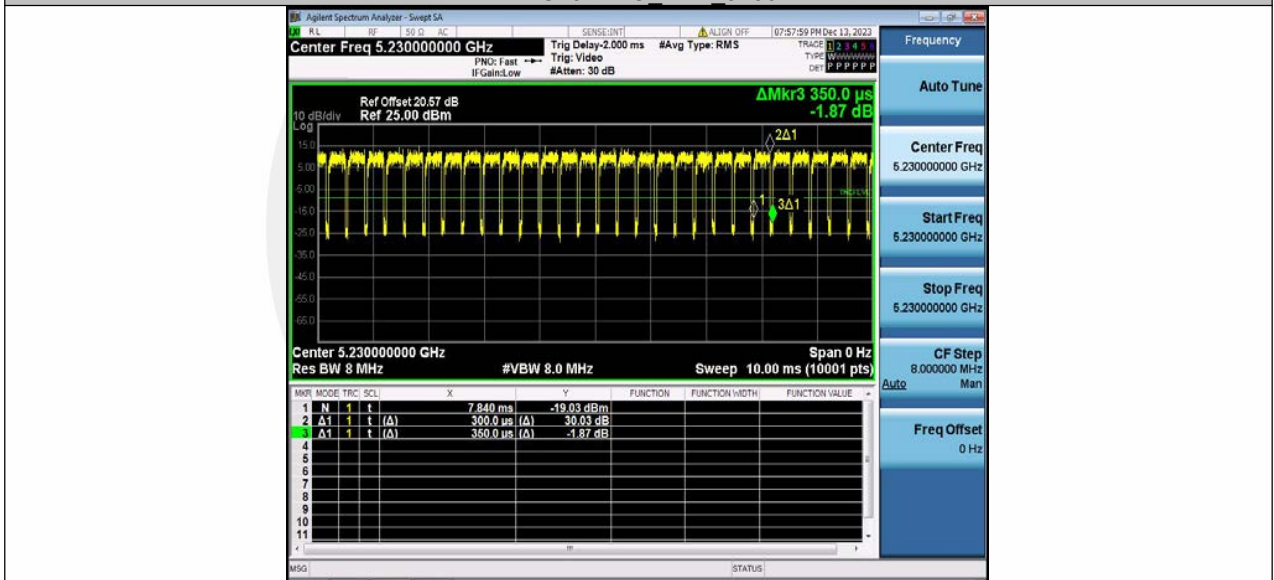 Agilent Spectrum Analyzer - Swept SA
LXI RL RF 50 Ω AC SENSE:INT ALIGN OFF 07:57:59 PM Dec 13, 2023
Center Freq 5.230000000 GHz
PNO: Fast
IFGain:Low
Trig Delay-2.000 ms
Trig: Video
#Atten: 30 dB
#Avg Type: RMS
TRACE 1 2 3 4 5 6
TYPE WWWWWW
DET P P P P P P
Ref Offset 20.57 dB
10 dB/div Ref 25.00 dBm
Log
ΔMkr3 350.0 µs
-1.87 dB
15.0
5.00
-5.00
-15.0
-25.0
-35.0
-45.0
-55.0
-65.0
2Δ1
1
3Δ1
Center 5.230000000 GHz Span 0 Hz
Res BW 8 MHz #VBW 8.0 MHz Sweep 10.00 ms (10001 pts)
MKR MODE TRC SCL X Y FUNCTION FUNCTION WIDTH FUNCTION VALUE
1 N 1 t 7.840 ms -19.03 dBm
2 Δ1 1 t (Δ) 300.0 µs (Δ) 30.03 dB
3 Δ1 1 t (Δ) 350.0 µs (Δ) -1.87 dB
4
5
6
7
8
9
10
11
MSG STATUS
Frequency
Auto Tune
Center Freq
5.230000000 GHz
Start Freq
5.230000000 GHz
Stop Freq
5.230000000 GHz
CF Step
8.000000 MHz
Auto Man
Freq Offset
0 Hz